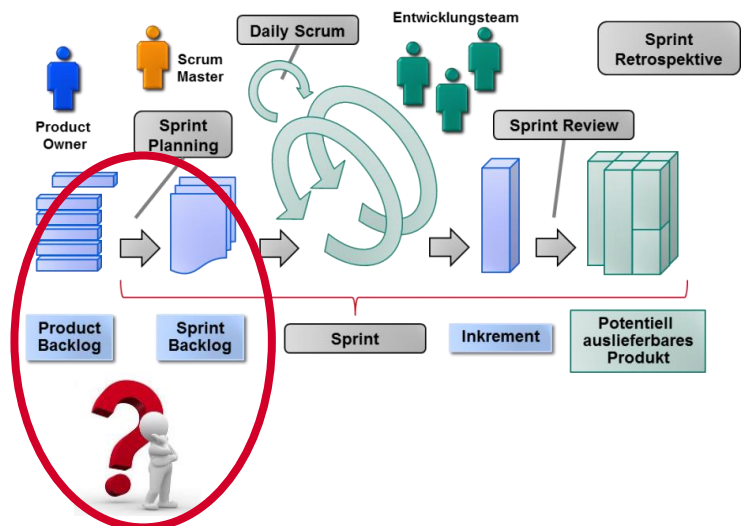 Daily Scrum
Entwicklungsteam
Sprint
Retrospektive
Scrum
Master
Product
Owner
Sprint
Planning
Sprint Review
Product
Backlog
Sprint
Backlog
Sprint
Inkrement
Potentiell
auslieferbares
Produkt
?